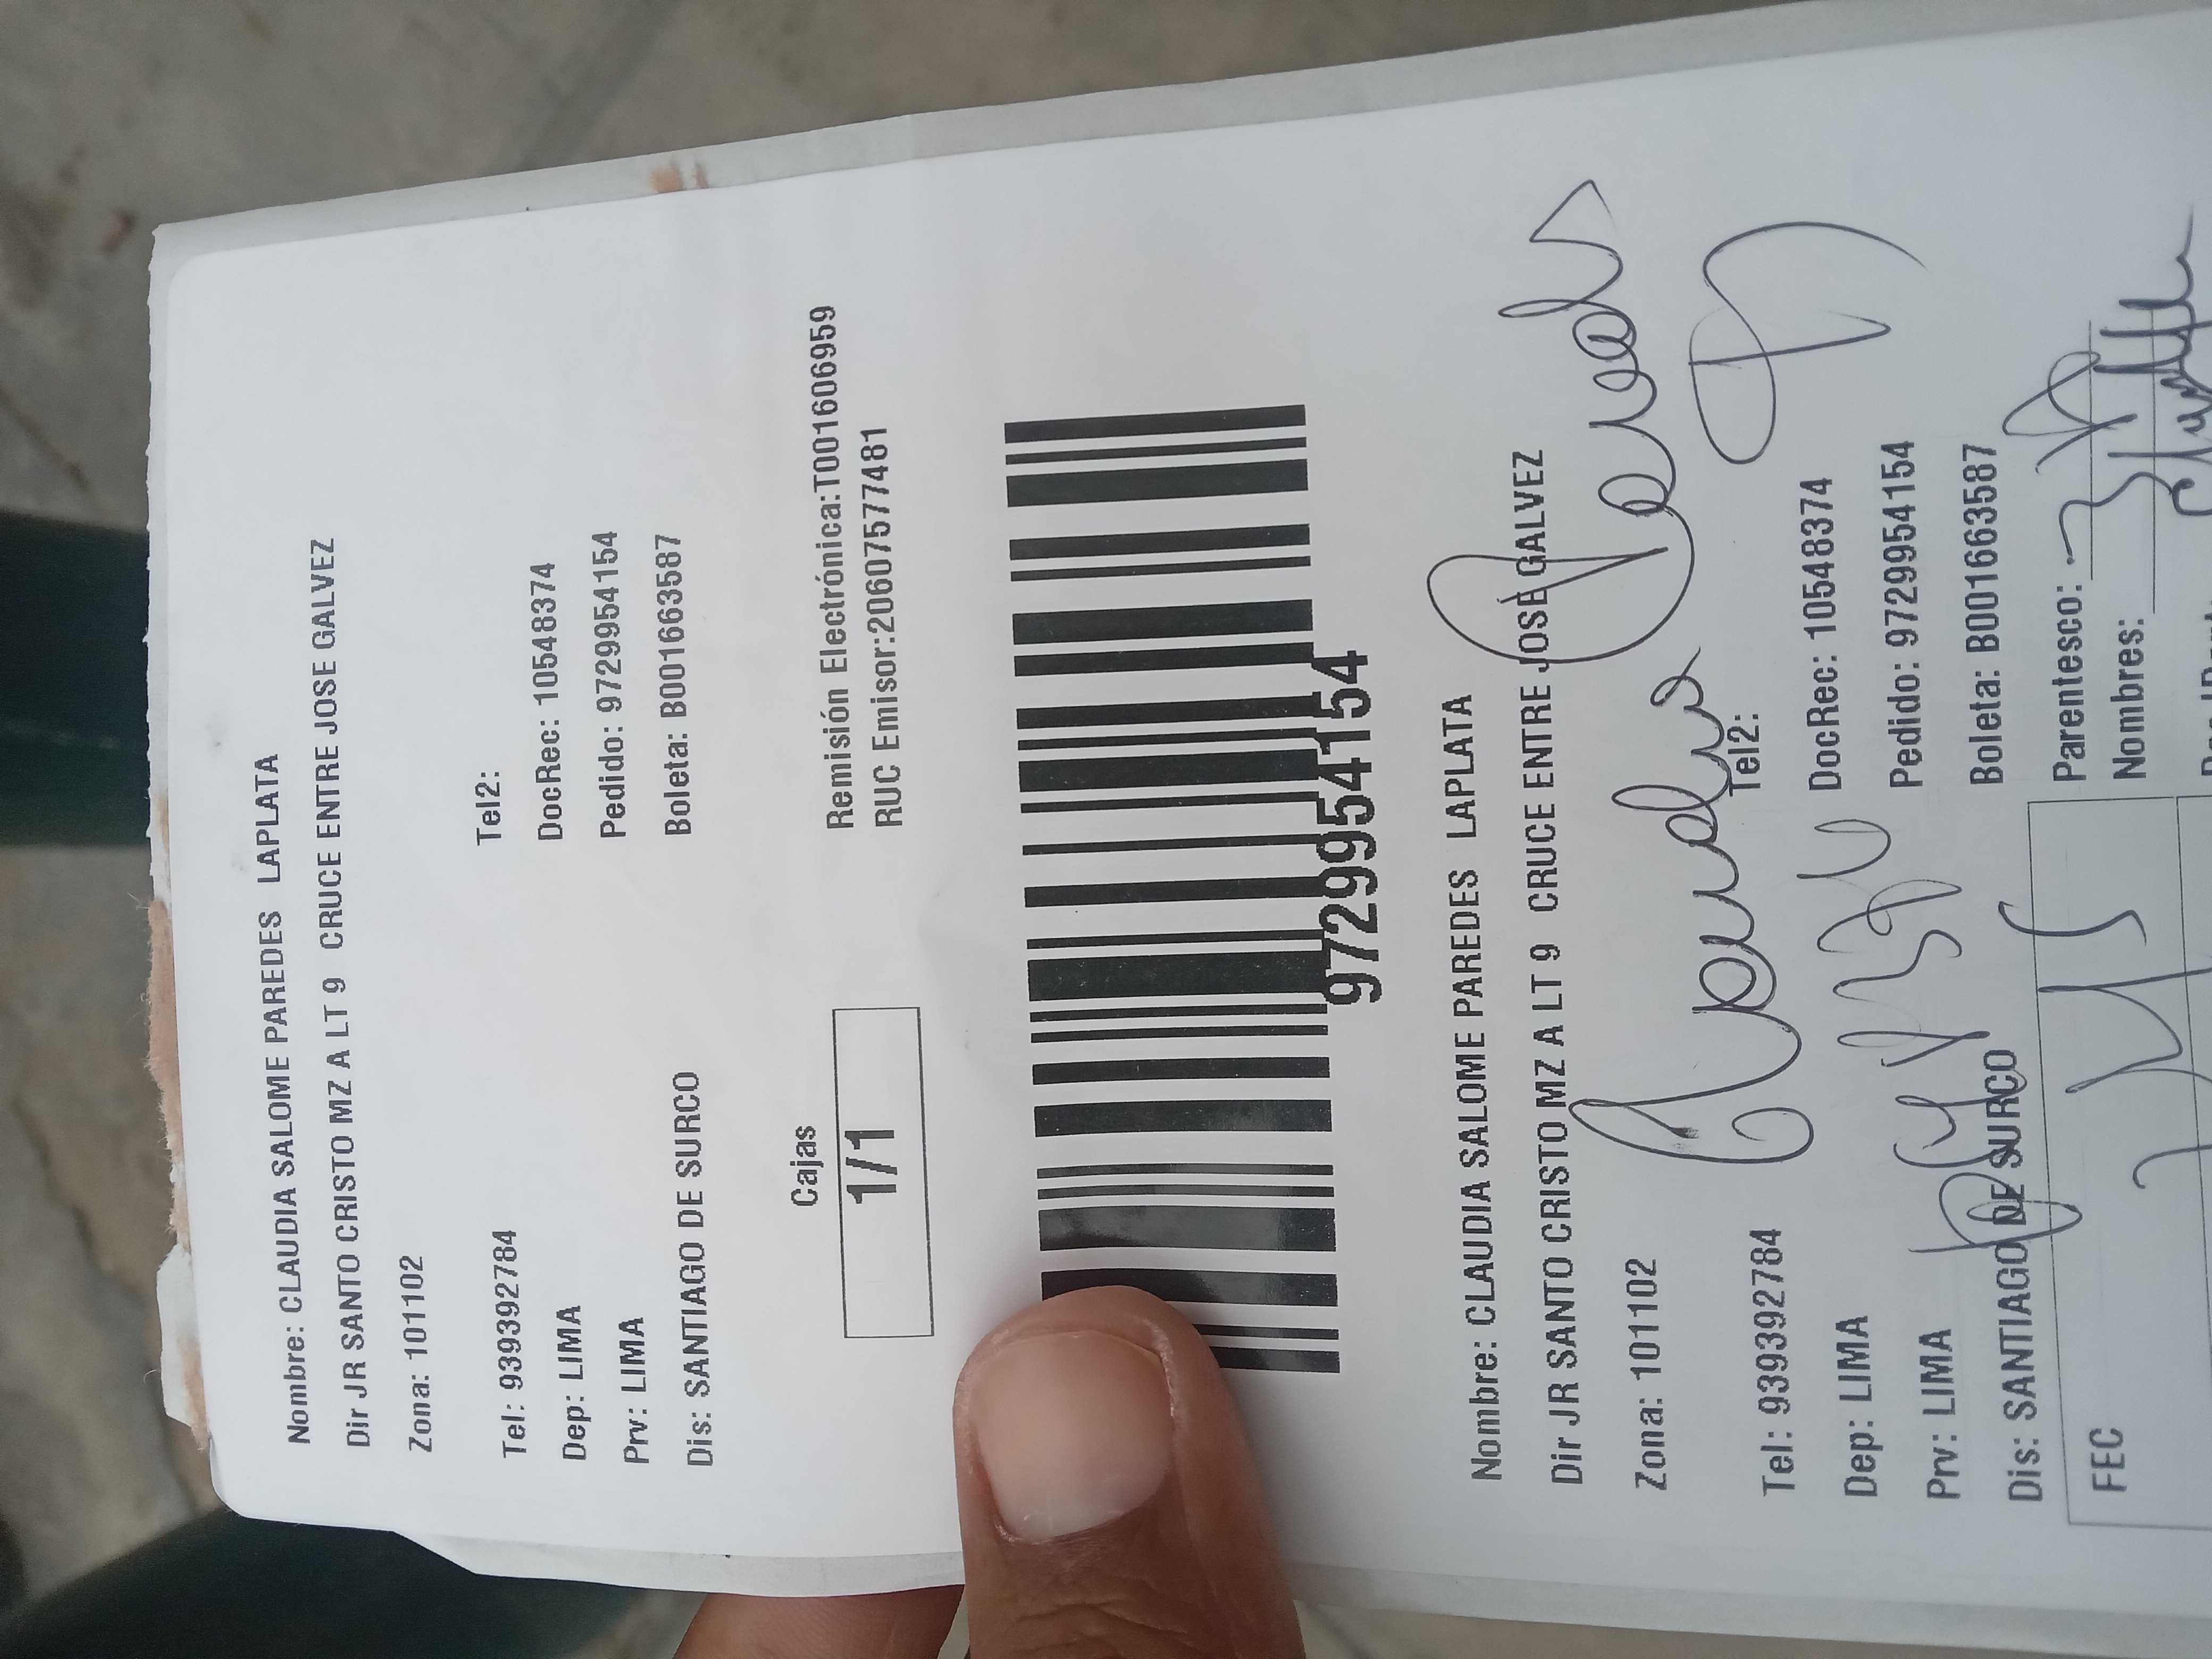 Nombre: CLAUDIA SALOME PAREDES LAPLATA
Dir JR SANTO CRISTO MZ A LT 9 CRUCE ENTRE JOSE GALVEZ
Zona: 101102
Tel: 939392784 Tel2:
Dep: LIMA DocRec: 10548374
Prv: LIMA Pedido: 9729954154
Dis: SANTIAGO DE SURCO Boleta: B001663587
Cajas
1/1
Remisión Electrónica:T001606959
RUC Emisor:20607577481
9729954154
Nombre: CLAUDIA SALOME PAREDES LAPLATA
Dir JR SANTO CRISTO MZ A LT 9 CRUCE ENTRE JOSE GALVEZ
Zona: 101102
Claudia Paredes
Tel: 939392784 Tel2:
Dep: LIMA DocRec: 10548374
Prv: LIMA Pedido: 9729954154
Dis: SANTIAGO DE SURCO Boleta: B001663587
FEC
Parentesco:
Nombres: